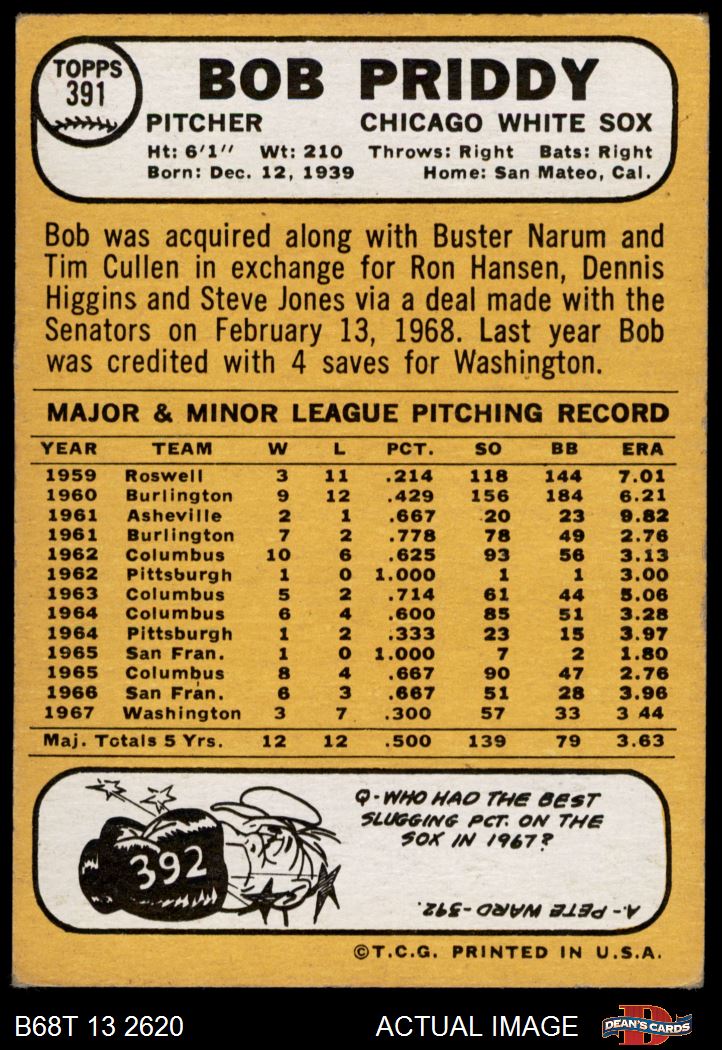 TOPPS
391
BOB PRIDDY
PITCHER CHICAGO WHITE SOX
Ht: 6'1" Wt: 210 Throws: Right Bats: Right
Born: Dec. 12, 1939 Home: San Mateo, Cal.
Bob was acquired along with Buster Narum and
Tim Cullen in exchange for Ron Hansen, Dennis
Higgins and Steve Jones via a deal made with the
Senators on February 13, 1968. Last year Bob
was credited with 4 saves for Washington.
MAJOR & MINOR LEAGUE PITCHING RECORD
YEAR TEAM W L PCT. SO BB ERA
1959 Roswell 3 11 .214 118 144 7.01
1960 Burlington 9 12 .429 156 184 6.21
1961 Asheville 2 1 .667 20 23 9.82
1961 Burlington 7 2 .778 78 49 2.76
1962 Columbus 10 6 .625 93 56 3.13
1962 Pittsburgh 1 0 1.000 1 1 3.00
1963 Columbus 5 2 .714 61 44 5.06
1964 Columbus 6 4 .600 85 51 3.28
1964 Pittsburgh 1 2 .333 23 15 3.97
1965 San Fran. 1 0 1.000 7 2 1.80
1965 Columbus 8 4 .667 90 47 2.76
1966 San Fran. 6 3 .667 51 28 3.96
1967 Washington 3 7 .300 57 33 3 44
Maj. Totals 5 Yrs. 12 12 .500 139 79 3.63
392
Q-WHO HAD THE BEST
SLUGGING PCT. ON THE
SOX IN 1967?
A.- PETE WARD-.392.
©T.C.G. PRINTED IN U.S.A.
B68T 13 2620 ACTUAL IMAGE D DEAN'S CARDS